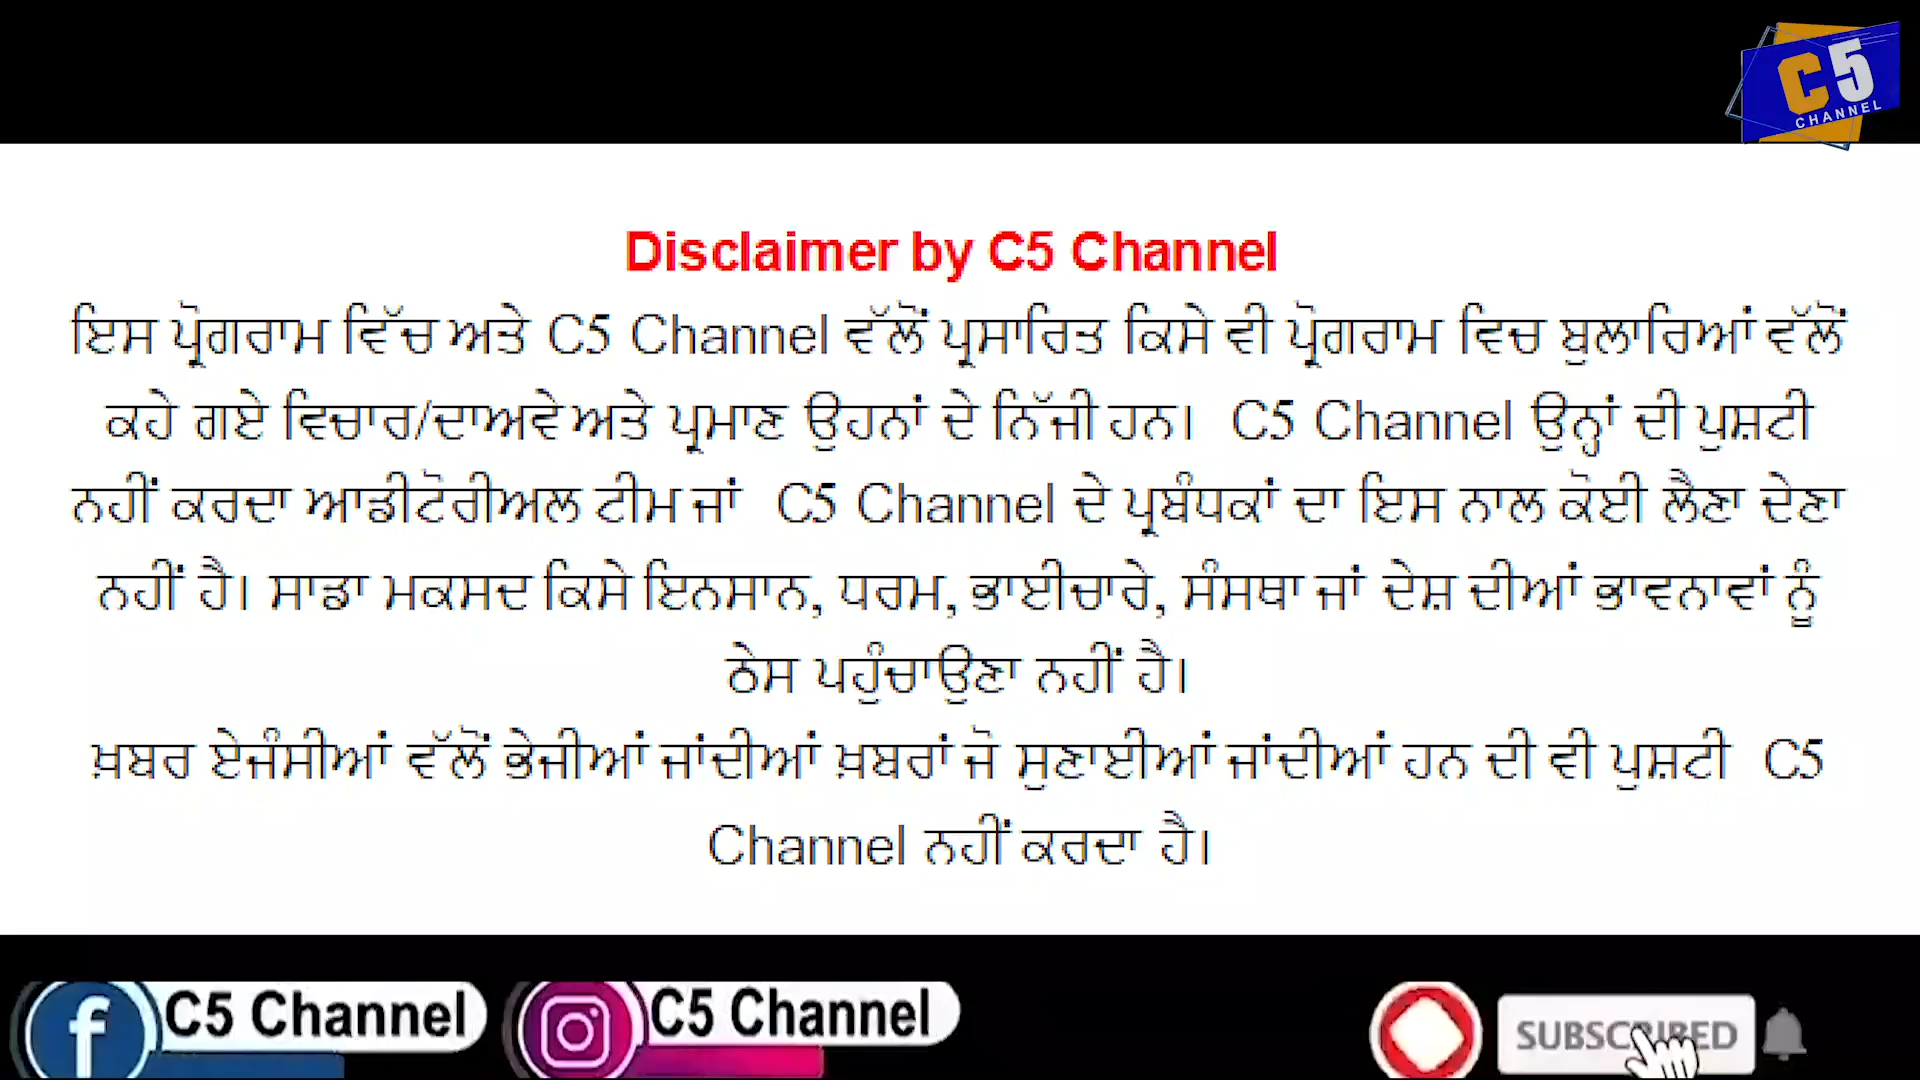 C5
CHANNEL
Disclaimer by C5 Channel
ਇਸ ਪ੍ਰੋਗਰਾਮ ਵਿੱਚ ਅਤੇ C5 Channel ਵੱਲੋਂ ਪ੍ਰਸਾਰਿਤ ਕਿਸੇ ਵੀ ਪ੍ਰੋਗਰਾਮ ਵਿਚ ਬੁਲਾਰਿਆਂ ਵੱਲੋਂ
ਕਹੇ ਗਏ ਵਿਚਾਰ/ਦਾਅਵੇ ਅਤੇ ਪ੍ਰਮਾਣ ਉਹਨਾਂ ਦੇ ਨਿੱਜੀ ਹਨ। C5 Channel ਉਨ੍ਹਾਂ ਦੀ ਪੁਸ਼ਟੀ
ਨਹੀਂ ਕਰਦਾ ਆਡੀਟੋਰੀਅਲ ਟੀਮ ਜਾਂ C5 Channel ਦੇ ਪ੍ਰਬੰਧਕਾਂ ਦਾ ਇਸ ਨਾਲ ਕੋਈ ਲੈਣਾ ਦੇਣਾ
ਨਹੀਂ ਹੈ। ਸਾਡਾ ਮਕਸਦ ਕਿਸੇ ਇਨਸਾਨ, ਧਰਮ, ਭਾਈਚਾਰੇ, ਸੰਸਥਾ ਜਾਂ ਦੇਸ਼ ਦੀਆਂ ਭਾਵਨਾਵਾਂ ਨੂੰ
ਠੇਸ ਪਹੁੰਚਾਉਣਾ ਨਹੀਂ ਹੈ।
ਖ਼ਬਰ ਏਜੰਸੀਆਂ ਵੱਲੋਂ ਭੇਜੀਆਂ ਜਾਂਦੀਆਂ ਖ਼ਬਰਾਂ ਜੋ ਸੁਣਾਈਆਂ ਜਾਂਦੀਆਂ ਹਨ ਦੀ ਵੀ ਪੁਸ਼ਟੀ C5
Channel ਨਹੀਂ ਕਰਦਾ ਹੈ।
C5 Channel C5 Channel SUBSCRIBED